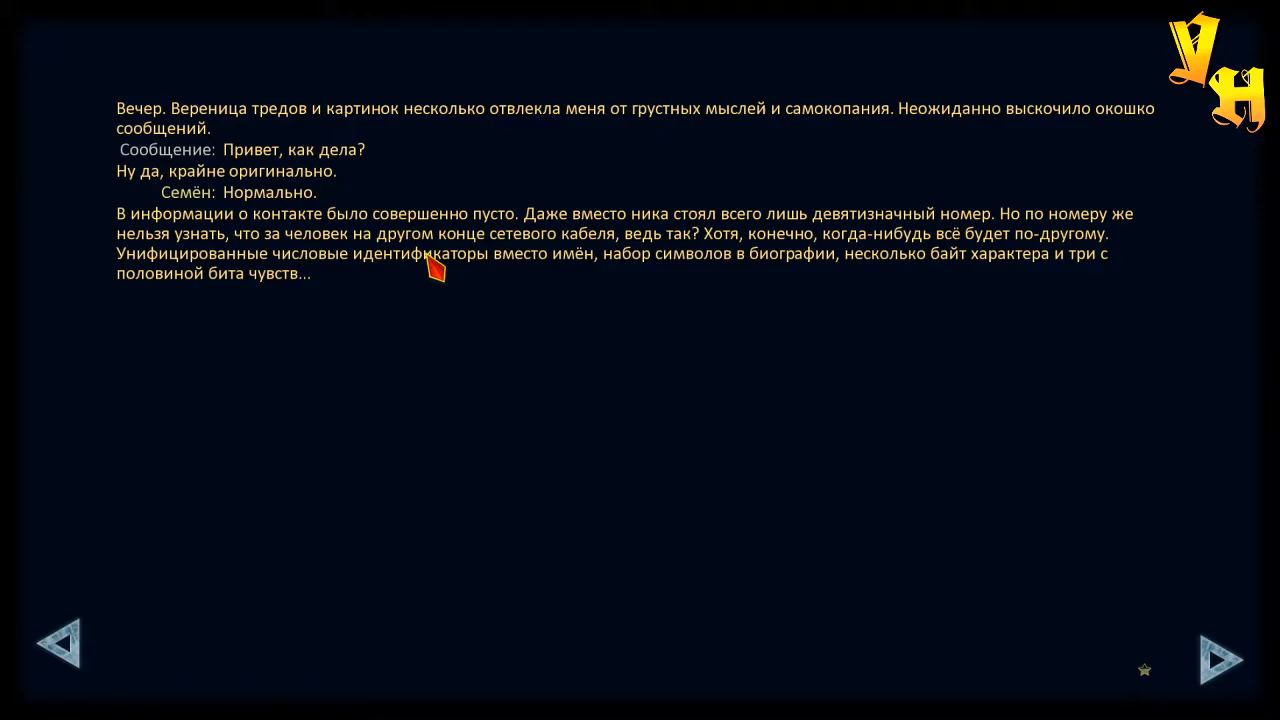 УН
Вечер. Вереница тредов и картинок несколько отвлекла меня от грустных мыслей и самокопания. Неожиданно выскочило окошко
сообщений.
Сообщение: Привет, как дела?
Ну да, крайне оригинально.
Семён: Нормально.
В информации о контакте было совершенно пусто. Даже вместо ника стоял всего лишь девятизначный номер. Но по номеру же
нельзя узнать, что за человек на другом конце сетевого кабеля, ведь так? Хотя, конечно, когда-нибудь всё будет по-другому.
Унифицированные числовые идентификаторы вместо имён, набор символов в биографии, несколько байт характера и три с
половиной бита чувств...